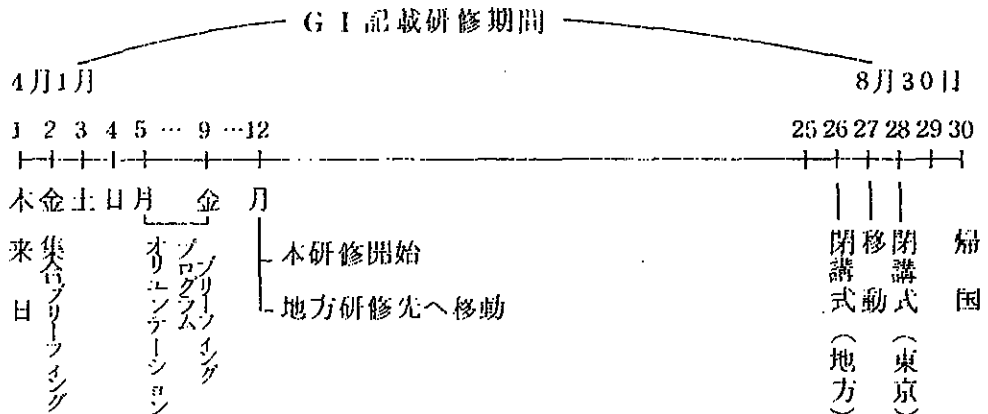 GI記載研修期間
4月1日
8月30日
1 2 3 4 5 … 9 …12
25 26 27 28 29 30
木 金 土 日 月 金 月
来日
集合ブリーフィング
オリエンテーション
プログラム
ブリーフィング
本研修開始
地方研修先へ移動
閉講式(地方)
移動
閉講式(東京)
帰国